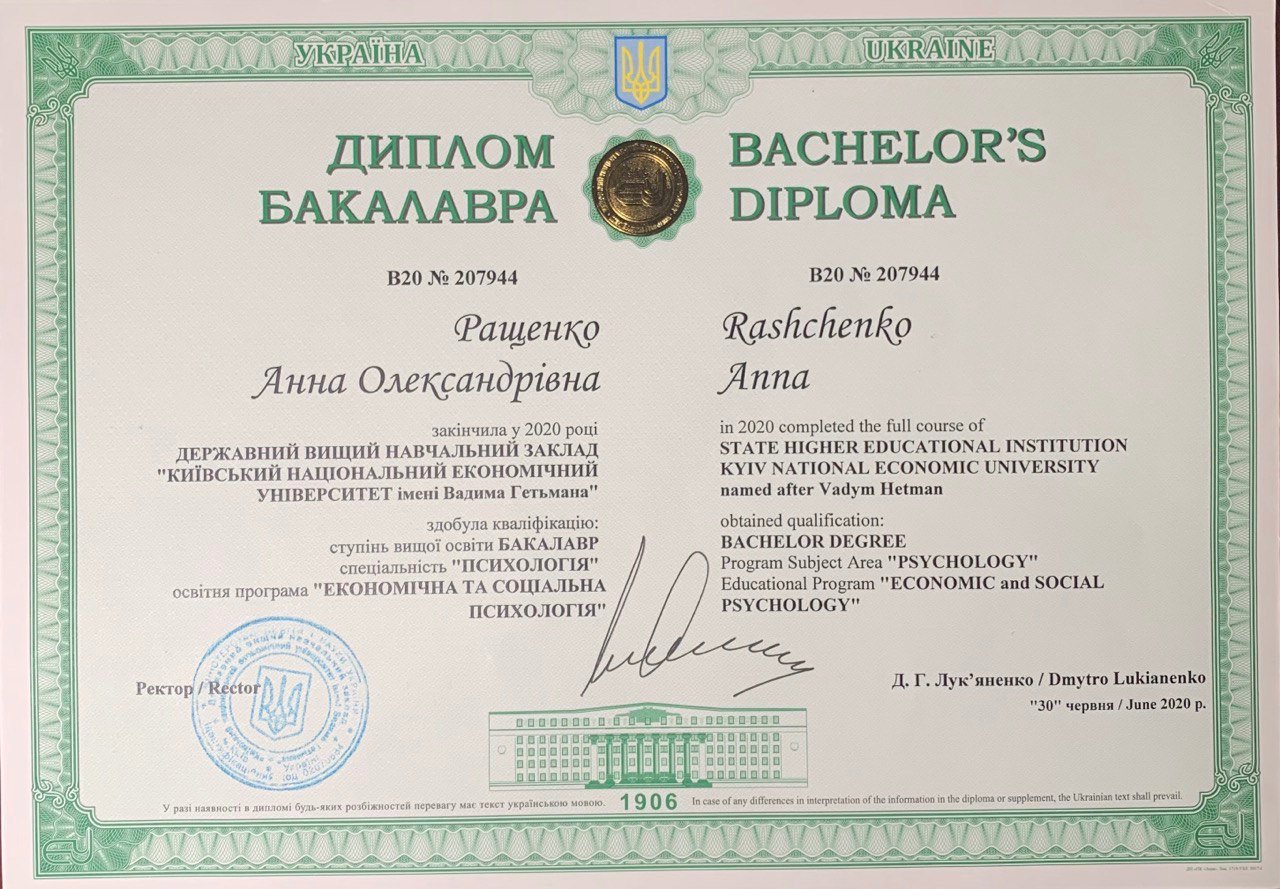 УКРАЇНА
UKRAINE
ДИПЛОМ
БАКАЛАВРА
BACHELOR'S
DIPLOMA
В20 № 207944
Ращенко
Анна Олександрівна
закінчила у 2020 році
ДЕРЖАВНИЙ ВИЩИЙ НАВЧАЛЬНИЙ ЗАКЛАД
"КИЇВСЬКИЙ НАЦІОНАЛЬНИЙ ЕКОНОМІЧНИЙ
УНІВЕРСИТЕТ імені Вадима Гетьмана"
здобула кваліфікацію:
ступінь вищої освіти БАКАЛАВР
спеціальність "ПСИХОЛОГІЯ"
освітня програма "ЕКОНОМІЧНА ТА СОЦІАЛЬНА
ПСИХОЛОГІЯ"
B20 № 207944
Rashchenko
Anna
in 2020 completed the full course of
STATE HIGHER EDUCATIONAL INSTITUTION
KYIV NATIONAL ECONOMIC UNIVERSITY
named after Vadym Hetman
obtained qualification:
BACHELOR DEGREE
Program Subject Area "PSYCHOLOGY"
Educational Program "ECONOMIC and SOCIAL
PSYCHOLOGY"
Ректор / Rector
Д. Г. Лук'яненко / Dmytro Lukianenko
"30" червня / June 2020 р.
У разі наявності в дипломі будь-яких розбіжностей перевагу має текст українською мовою.
1906
In case of any differences in interpretation of the information in the diploma or supplement, the Ukrainian text shall prevail.